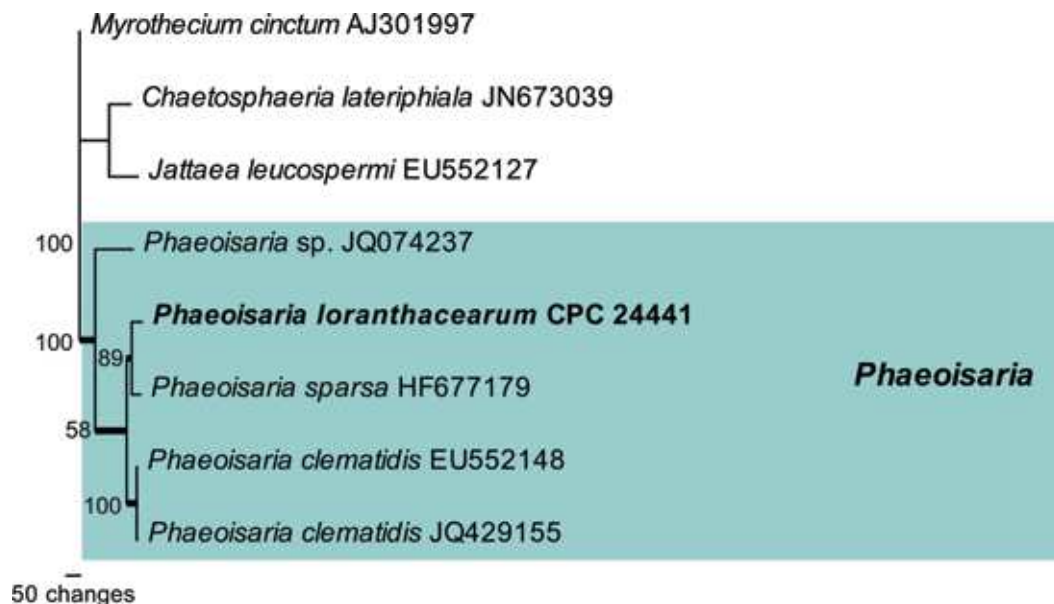 Myrothecium cinctum AJ301997
Chaetosphaeria lateriphiala JN673039
Jattaea leucospermi EU552127
100
Phaeoisaria sp. JQ074237
Phaeoisaria loranthacearum CPC 24441
100
89
Phaeoisaria
Phaeoisaria sparsa HF677179
58
Phaeoisaria clematidis EU552148
100
Phaeoisaria clematidis JQ429155
50 changes